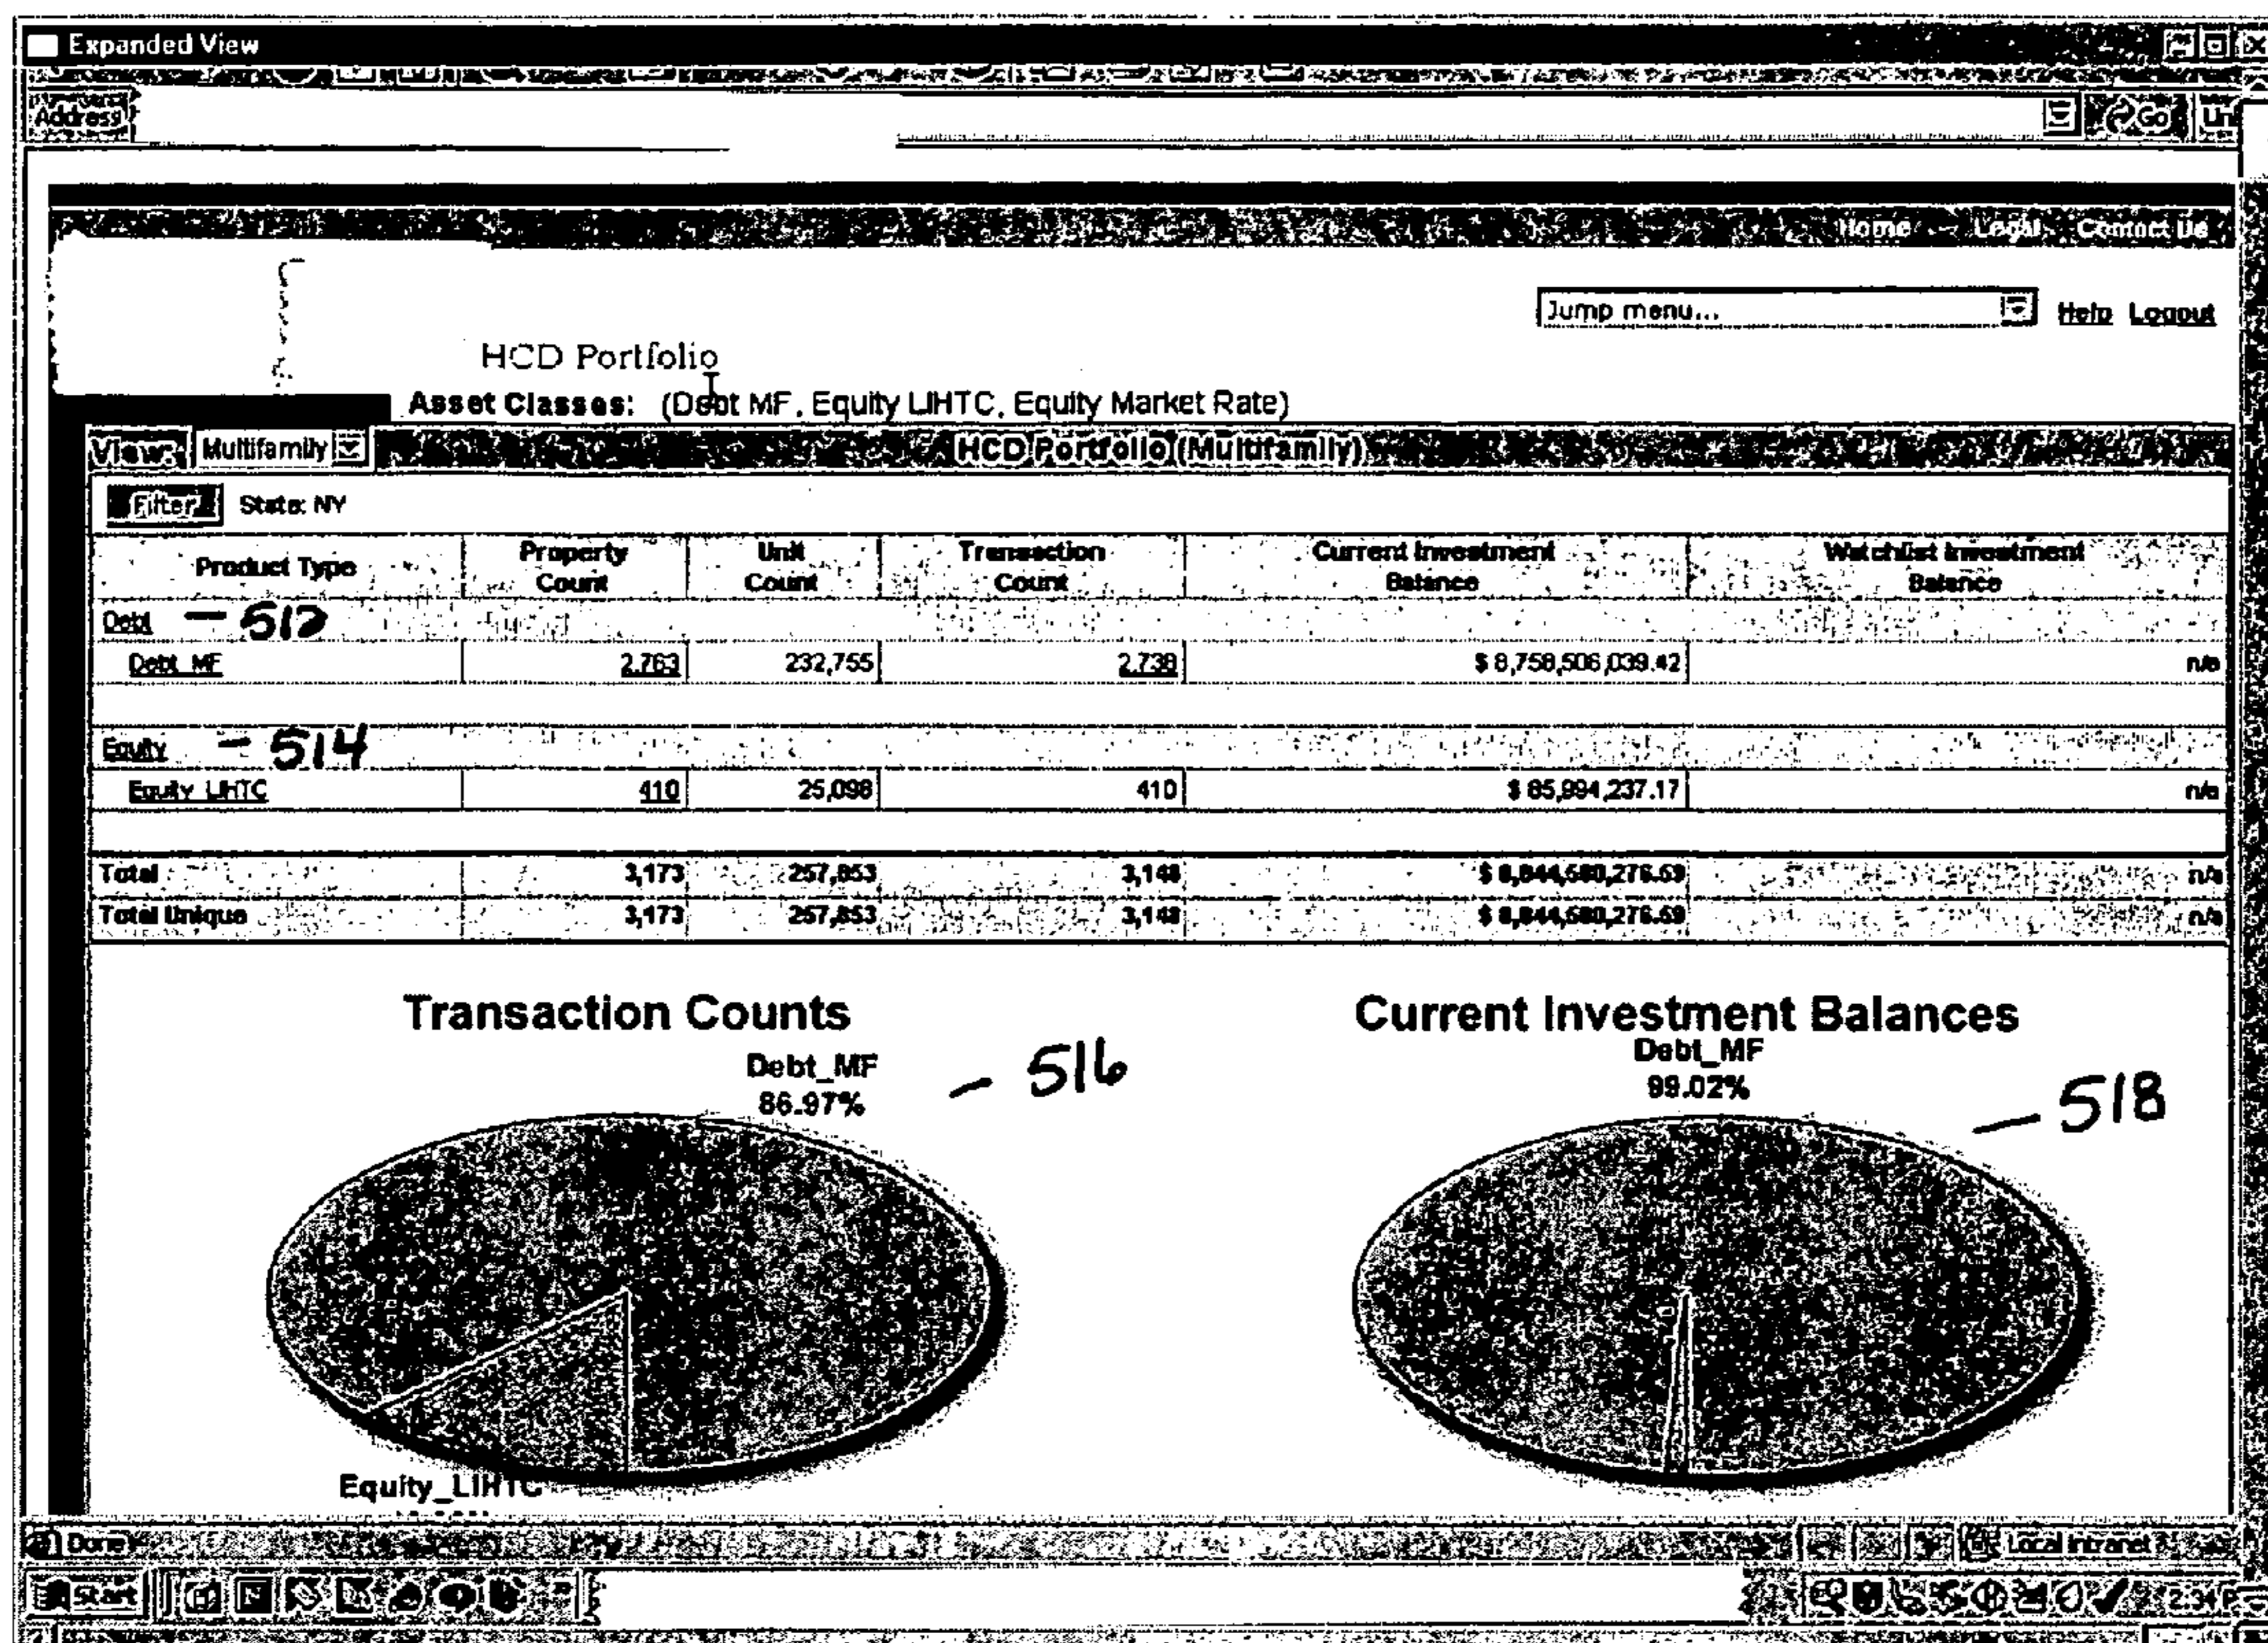 Expanded View
Address Go
Home Legal Contact Us
Jump menu... Help Logout
HCD Portfolio
Asset Classes: (Debt MF, Equity LIHTC, Equity Market Rate)
View: Multifamily HCD Portfolio (Multifamily)
Filter State: NY
Product Type Property Count Unit Count Transaction Count Current Investment Balance Watchlist Investment Balance
Debt - 512
Debt_MF 2,763 232,755 2,738 $ 8,758,506,039.42 n/a
Equity - 514
Equity_LIHTC 410 25,098 410 $ 85,994,237.17 n/a
Total 3,173 257,853 3,148 n/a
Total Unique 3,173 257,853 3,148 n/a
Transaction Counts Current Investment Balances
Debt_MF 86.97% - 516 Debt_MF 99.02% - 518
Equity_LIHTC
Done Local intranet
Start 2:34 P